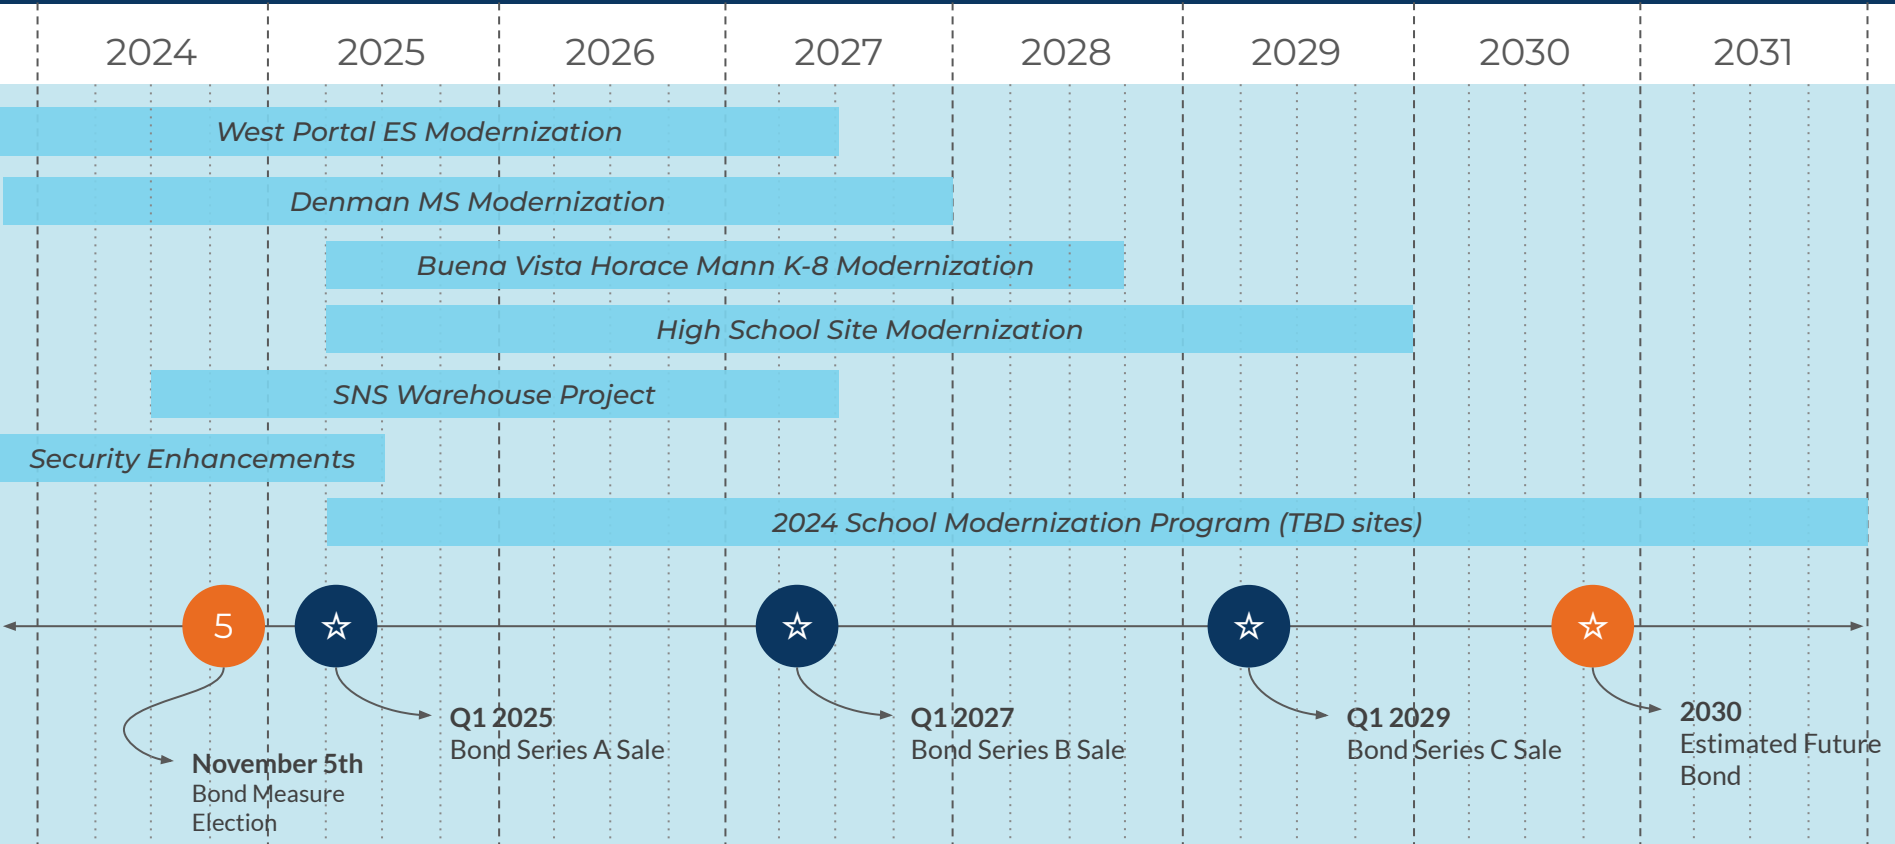 2024
2025
2026
2027
2028
2029
2030
2031
West Portal ES Modernization
Denman MS Modernization
Buena Vista Horace Mann K-8 Modernization
High School Site Modernization
SNS Warehouse Project
Security Enhancements
2024 School Modernization Program (TBD sites)
5
November 5th
Bond Measure
Election
Q1 2025
Bond Series A Sale
Q1 2027
Bond Series B Sale
Q1 2029
Bond Series C Sale
2030
Estimated Future
Bond